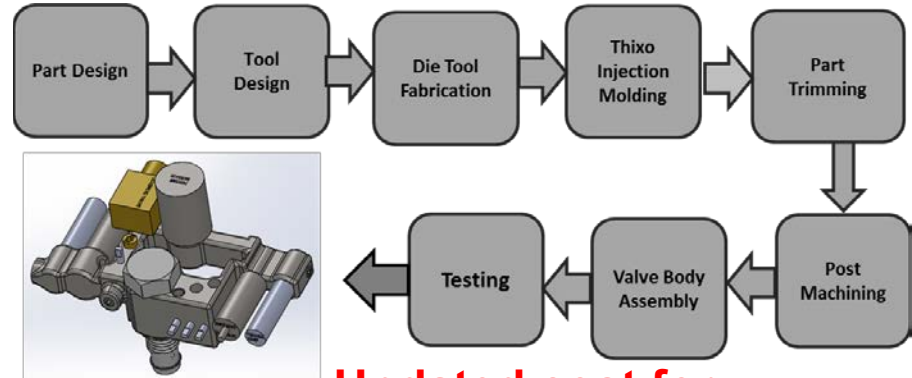 Part Design
Tool
Design
Die Tool
Fabrication
Thixo
Injection
Molding
Part
Trimming
Post
Machining
Valve Body
Assembly
Testing